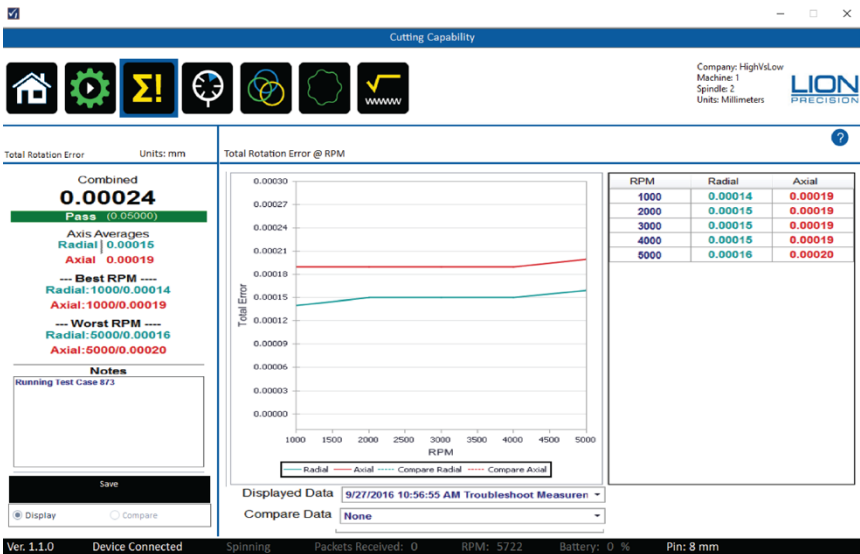 Cutting Capability
Σ!
Company: HighVsLow
Machine: 1
Spindle: 2
Units: Millimeters
LION
PRECISION
?
Total Rotation Error Units: mm
Combined
0.00024
Pass (0.05000)
Axis Averages
Radial 0.00015
Axial 0.00019
--- Best RPM ----
Radial:1000/0.00014
Axial:1000/0.00019
--- Worst RPM ----
Radial:5000/0.00016
Axial:5000/0.00020
Notes
Running Test Case 873
Save
Display Compare
Total Rotation Error @ RPM
Total Error
0.00030
0.00027
0.00024
0.00021
0.00018
0.00015
0.00012
0.00009
0.00006
0.00003
0.00000
1000 1500 2000 2500 3000 3500 4000 4500 5000
RPM
Radial Axial Compare Radial Compare Axial
Displayed Data 9/27/2016 10:56:55 AM Troubleshoot Measuren
Compare Data None
RPM Radial Axial
1000 0.00014 0.00019
2000 0.00015 0.00019
3000 0.00015 0.00019
4000 0.00015 0.00019
5000 0.00016 0.00020
Ver. 1.1.0 Device Connected Spinning Packets Received: 0 RPM: 5722 Battery: 0 % Pin: 8 mm